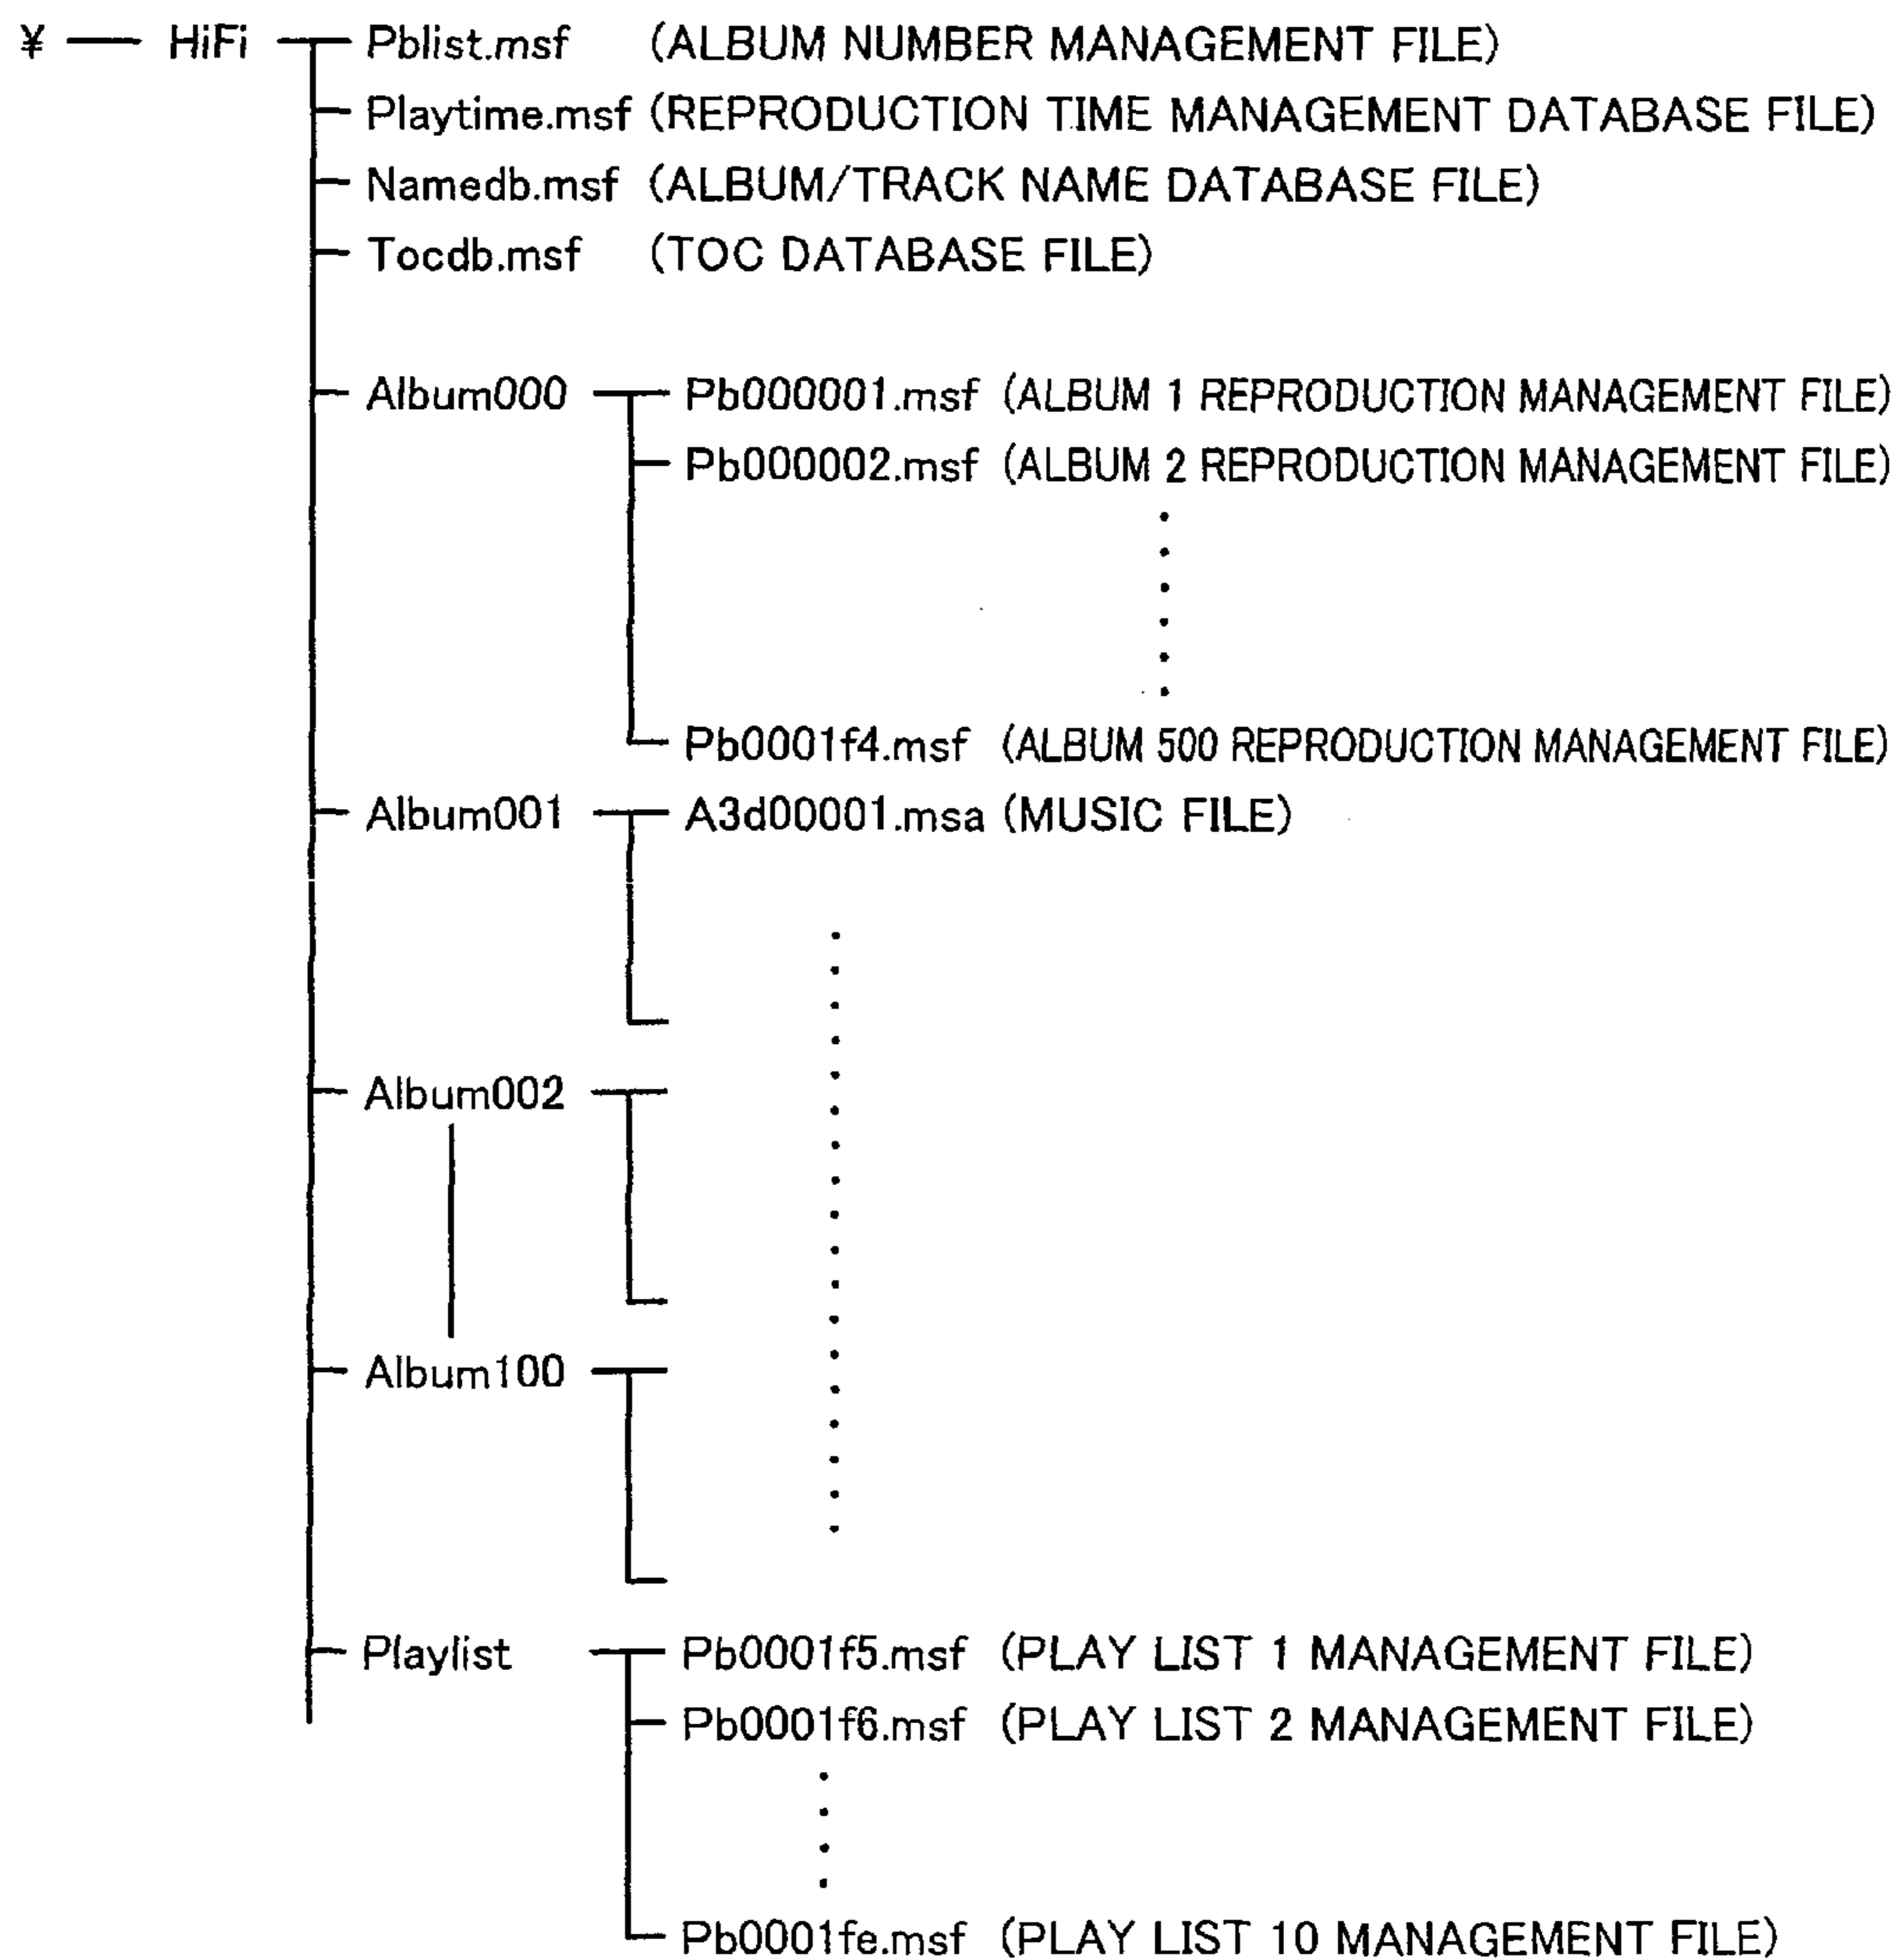 ¥ HiFi Pblist.msf (ALBUM NUMBER MANAGEMENT FILE)
Playtime.msf (REPRODUCTION TIME MANAGEMENT DATABASE FILE)
Namedb.msf (ALBUM/TRACK NAME DATABASE FILE)
Tocdb.msf (TOC DATABASE FILE)
Album000 Pb000001.msf (ALBUM 1 REPRODUCTION MANAGEMENT FILE)
Pb000002.msf (ALBUM 2 REPRODUCTION MANAGEMENT FILE)
Pb0001f4.msf (ALBUM 500 REPRODUCTION MANAGEMENT FILE)
Album001 A3d00001.msa (MUSIC FILE)
Album002
Album100
Playlist Pb0001f5.msf (PLAY LIST 1 MANAGEMENT FILE)
Pb0001f6.msf (PLAY LIST 2 MANAGEMENT FILE)
Pb0001fe.msf (PLAY LIST 10 MANAGEMENT FILE)